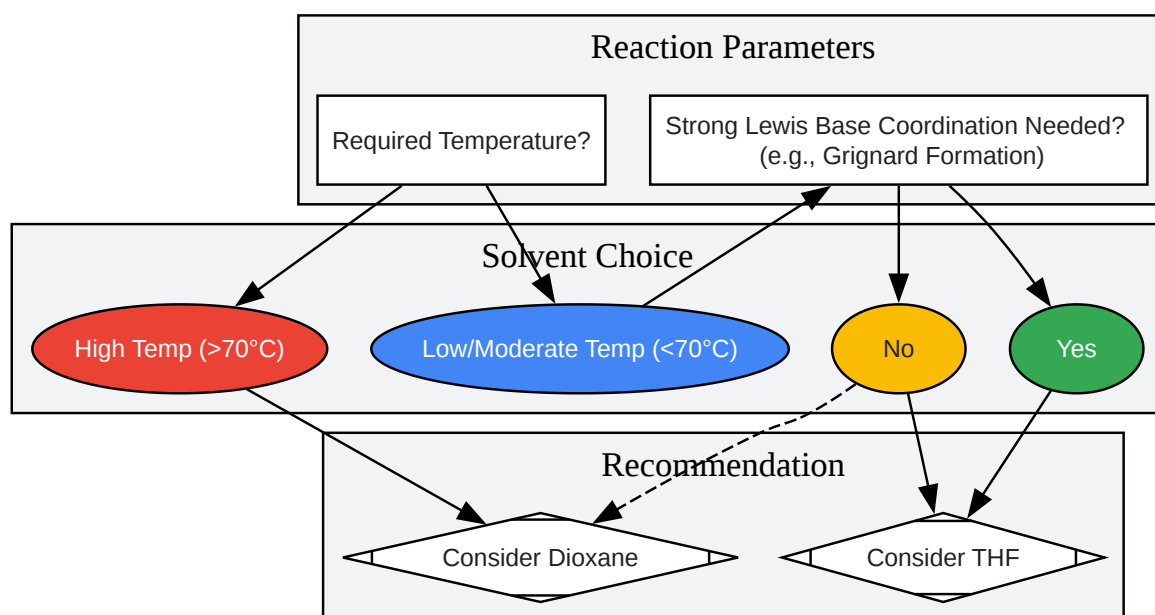 Reaction Parameters
Required Temperature?
Strong Lewis Base Coordination Needed?
(e.g., Grignard Formation)
Solvent Choice
High Temp (>70°C)
Low/Moderate Temp (<70°C)
No
Yes
Recommendation
Consider Dioxane
Consider THF